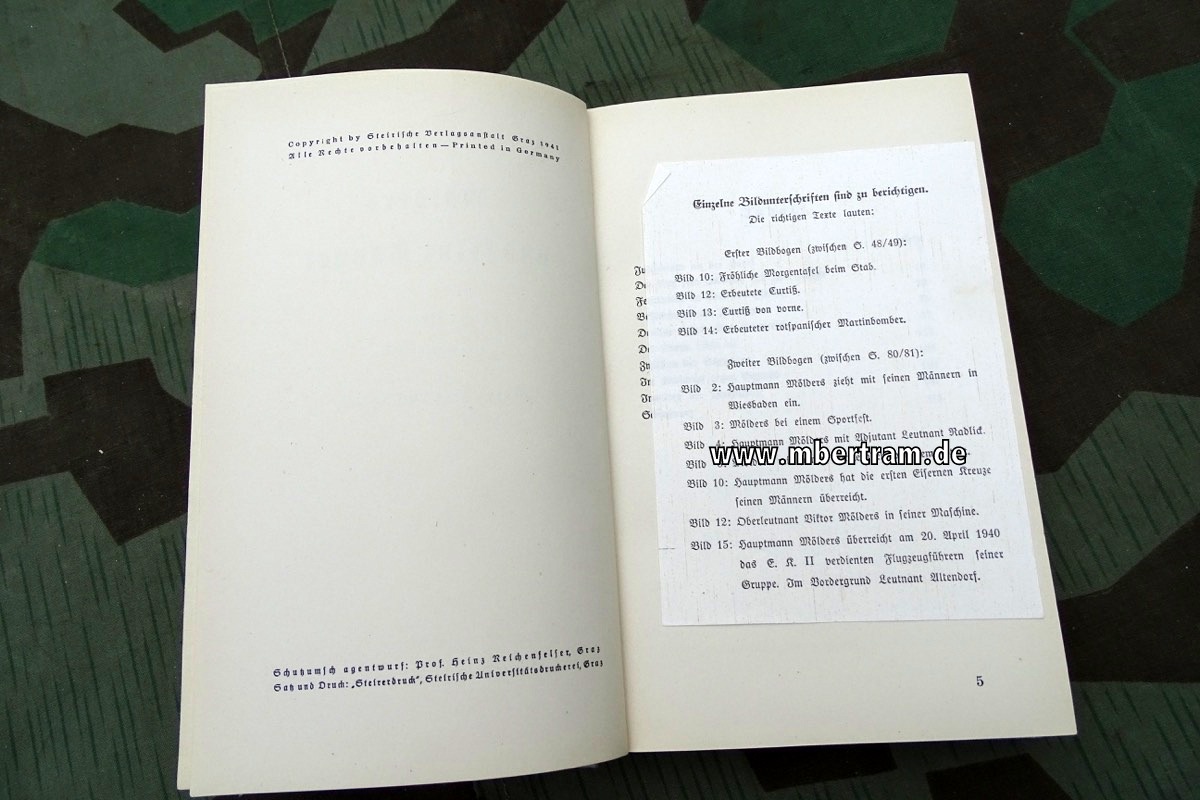 Copyright by Steirische Verlagsanstalt Graz 1941
Alle Rechte vorbehalten — Printed in Germany
Schutzumschlagentwurf: Prof. Heinz Reichenfelser, Graz
Satz und Druck: „Steirerdruck", Steirische Universitätsdruckerei, Graz
Einzelne Bildunterschriften sind zu berichtigen.
Die richtigen Texte lauten:
Erster Bildbogen (zwischen S. 48/49):
Bild 10: Fröhliche Morgentafel beim Stab.
Bild 12: Erbeutete Curtiß.
Bild 13: Curtiß von vorne.
Bild 14: Erbeuteter rotspanischer Martinbomber.
Zweiter Bildbogen (zwischen S. 80/81):
Bild 2: Hauptmann Mölders zieht mit seinen Männern in
Wiesbaden ein.
Bild 3: Mölders bei einem Sportfest.
Bild 4: Hauptmann Mölders mit Adjutant Leutnant Radlick.
www.mbertram.de
Bild
Bild 10: Hauptmann Mölders hat die ersten Eisernen Kreuze
seinen Männern überreicht.
Bild 12: Oberleutnant Viktor Mölders in seiner Maschine.
Bild 15: Hauptmann Mölders überreicht am 20. April 1940
das E. K. II verdienten Flugzeugführern seiner
Gruppe. Im Vordergrund Leutnant Altendorf.
5